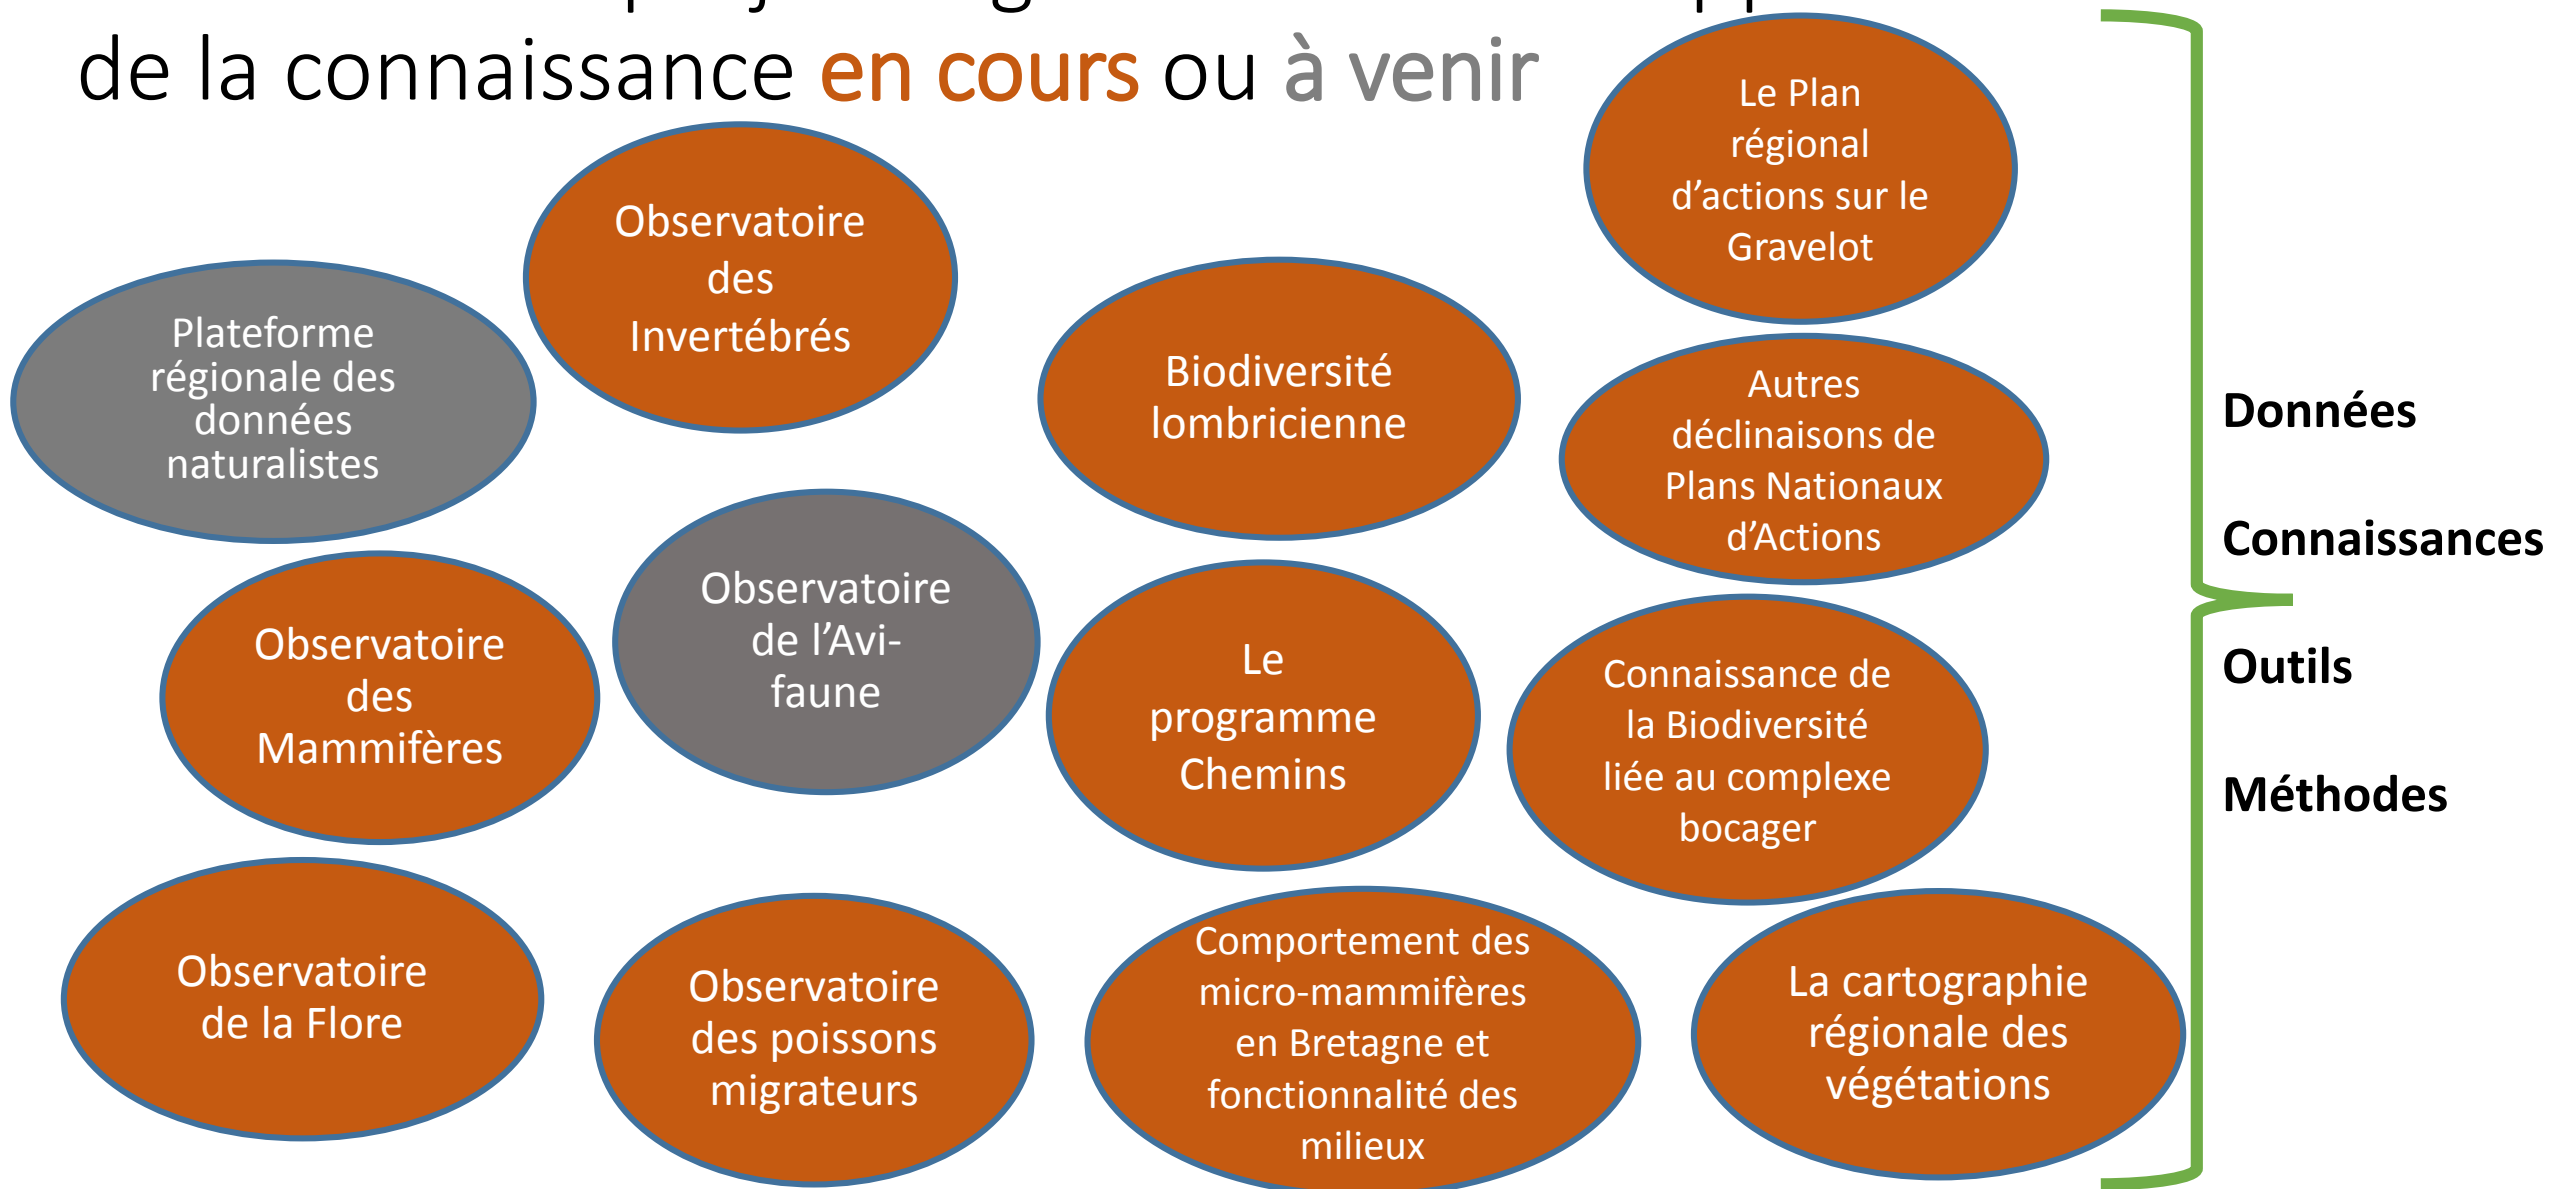 de la connaissance en cours ou à venir
Le Plan
régional
d’actions sur le
Gravelot
Observatoire
des
Invertébrés
Plateforme
régionale des
données
naturalistes
Biodiversité
lombricienne
Autres
déclinaisons de
Plans Nationaux
d’Actions
Observatoire
des
Mammifères
Observatoire
de l’Avi-
faune
Le
programme
Chemins
Connaissance de
la Biodiversité
liée au complexe
bocager
Observatoire
de la Flore
Observatoire
des poissons
migrateurs
Comportement des
micro-mammifères
en Bretagne et
fonctionnalité des
milieux
La cartographie
régionale des
végétations
Données
Connaissances
Outils
Méthodes